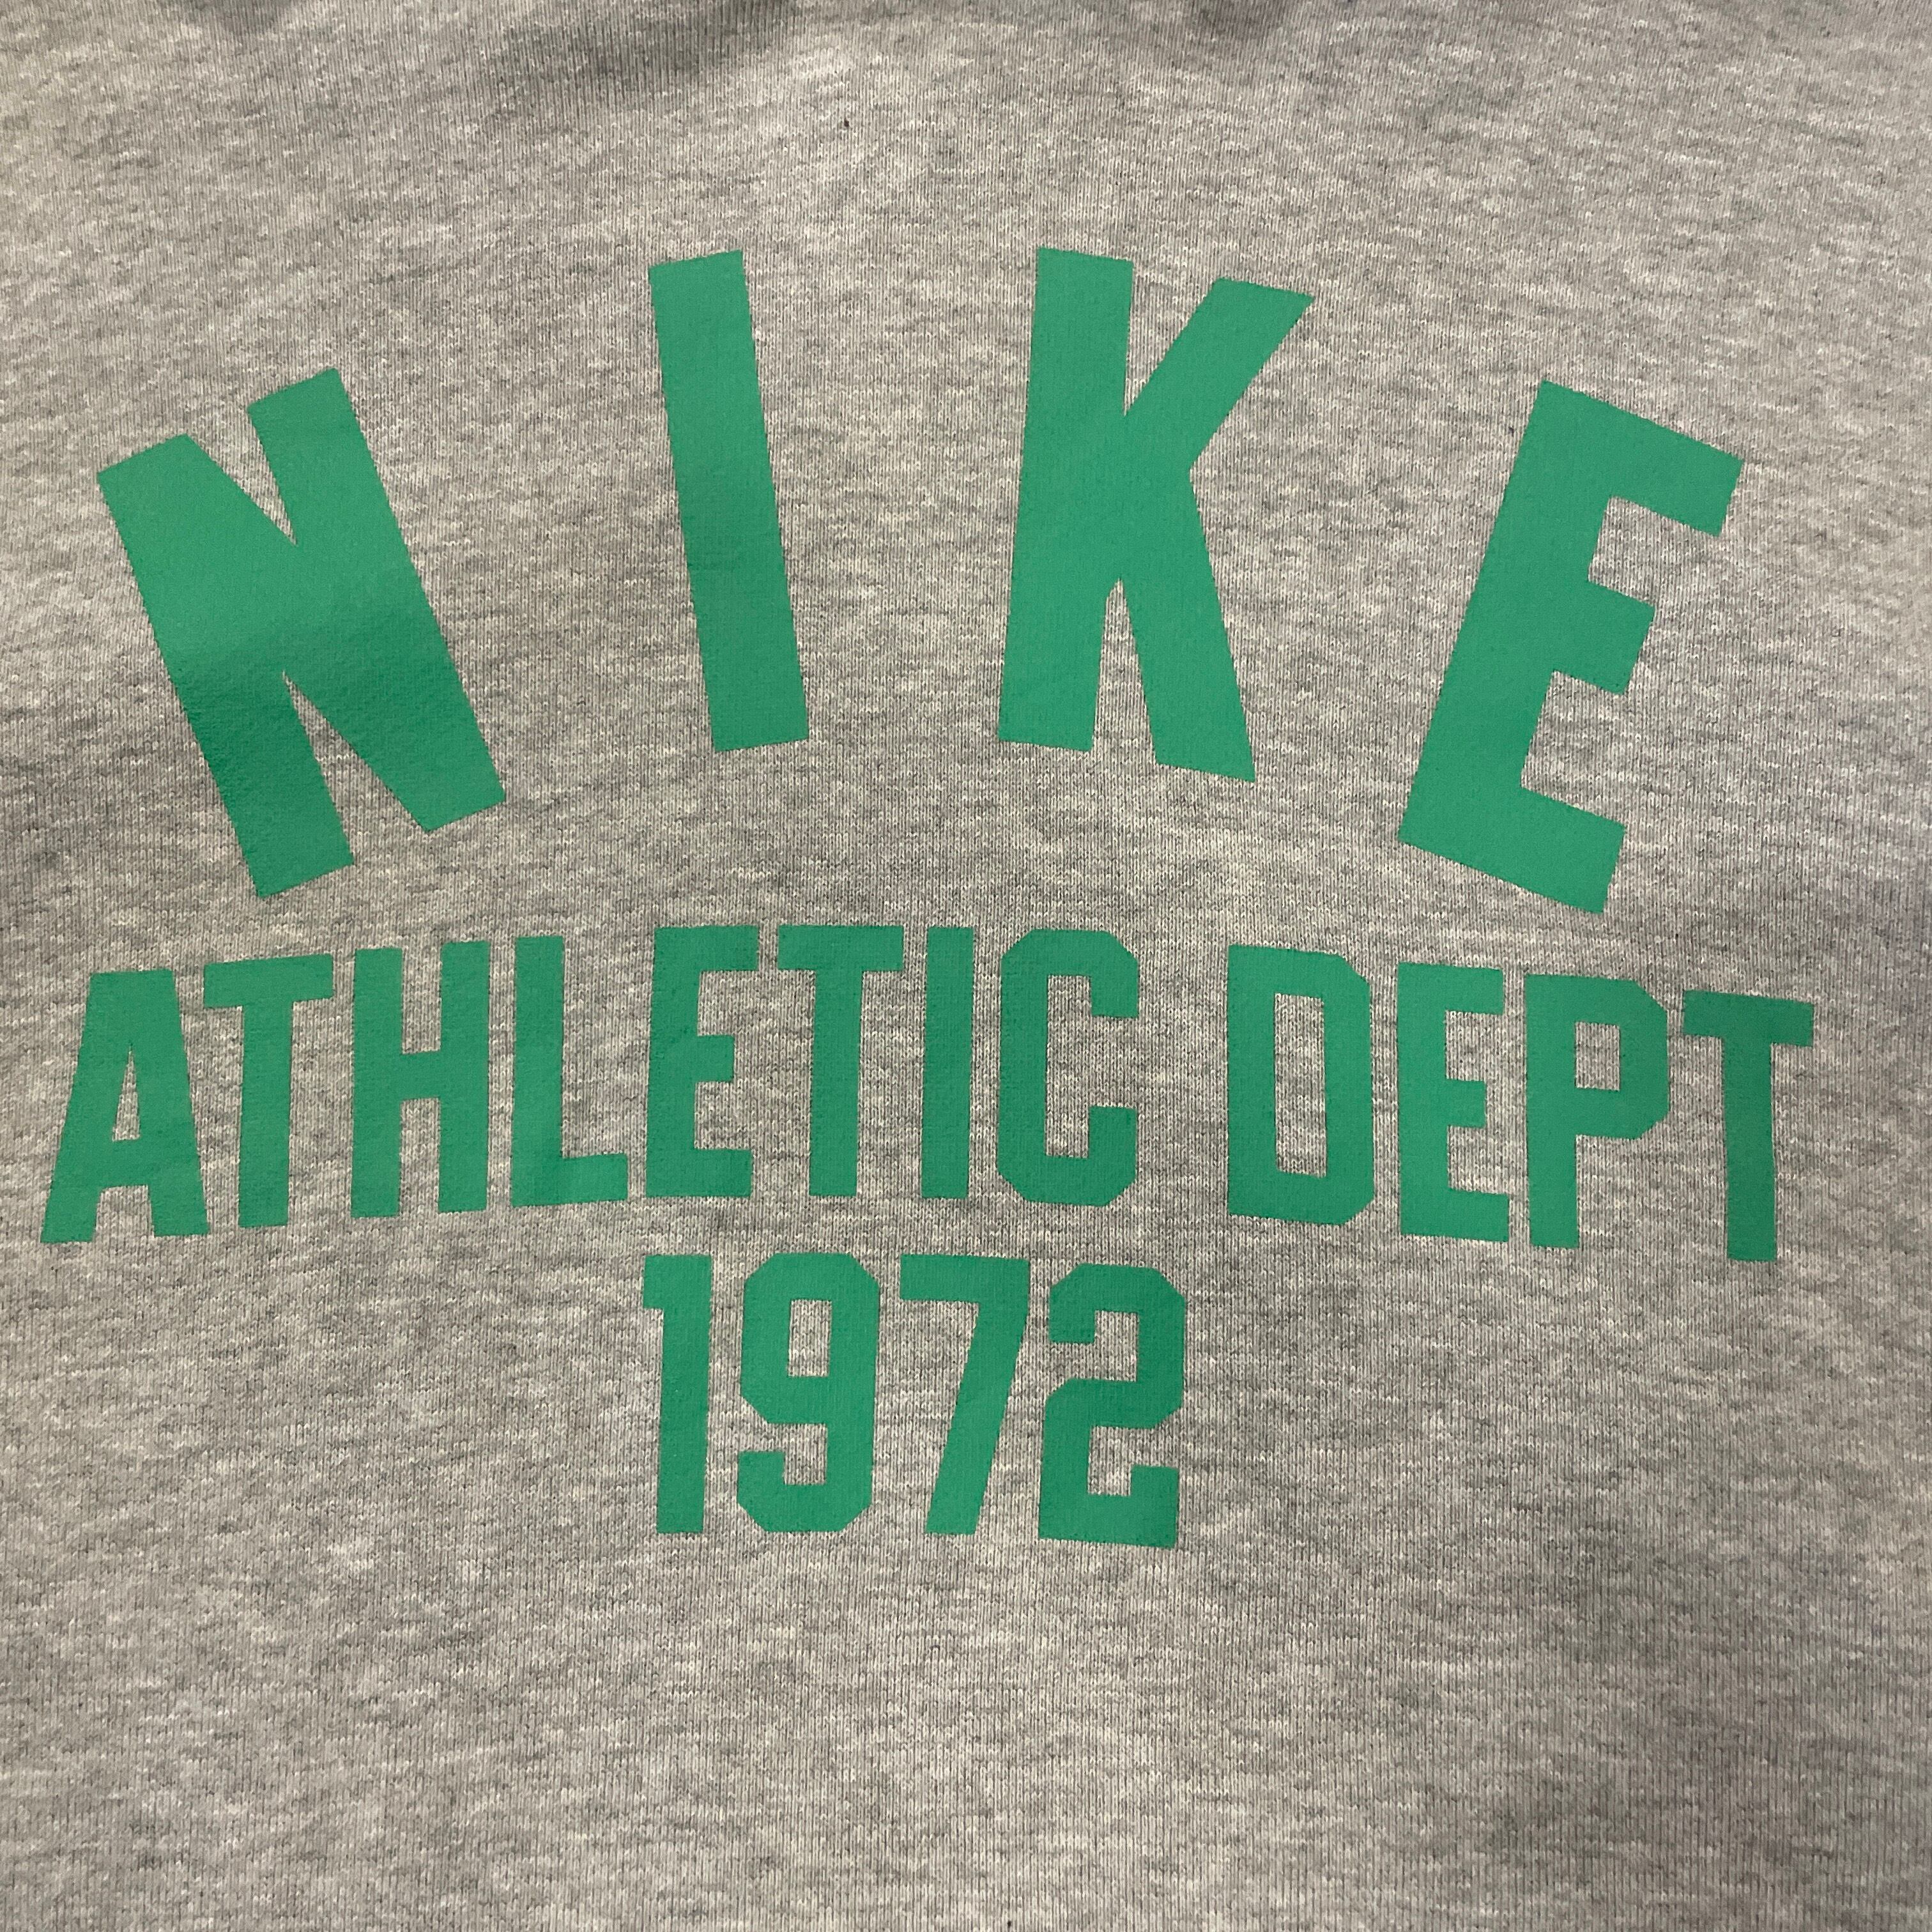 NIKE
ATHLETIC DEPT
1972